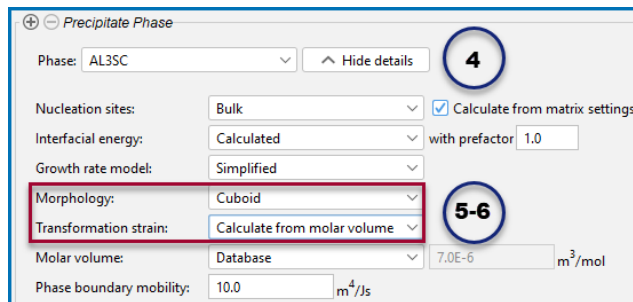 Precipitate Phase
Phase: AL3SC Hide details 4
Nucleation sites: Bulk Calculate from matrix settings
Interfacial energy: Calculated with prefactor 1.0
Growth rate model: Simplified
Morphology: Cuboid
5-6
Transformation strain: Calculate from molar volume
Molar volume: Database 7.0E-6 m³/mol
Phase boundary mobility: 10.0 m⁴/Js